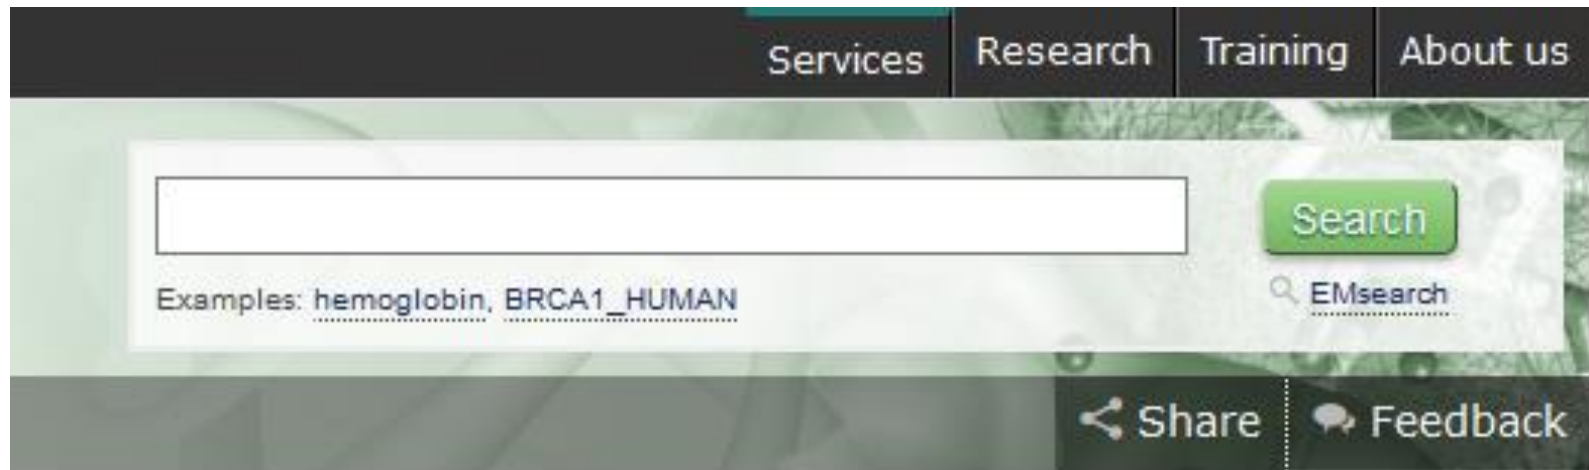 Services Research Training About us
Search
Examples: hemoglobin, BRCA1_HUMAN
EMsearch
Share Feedback